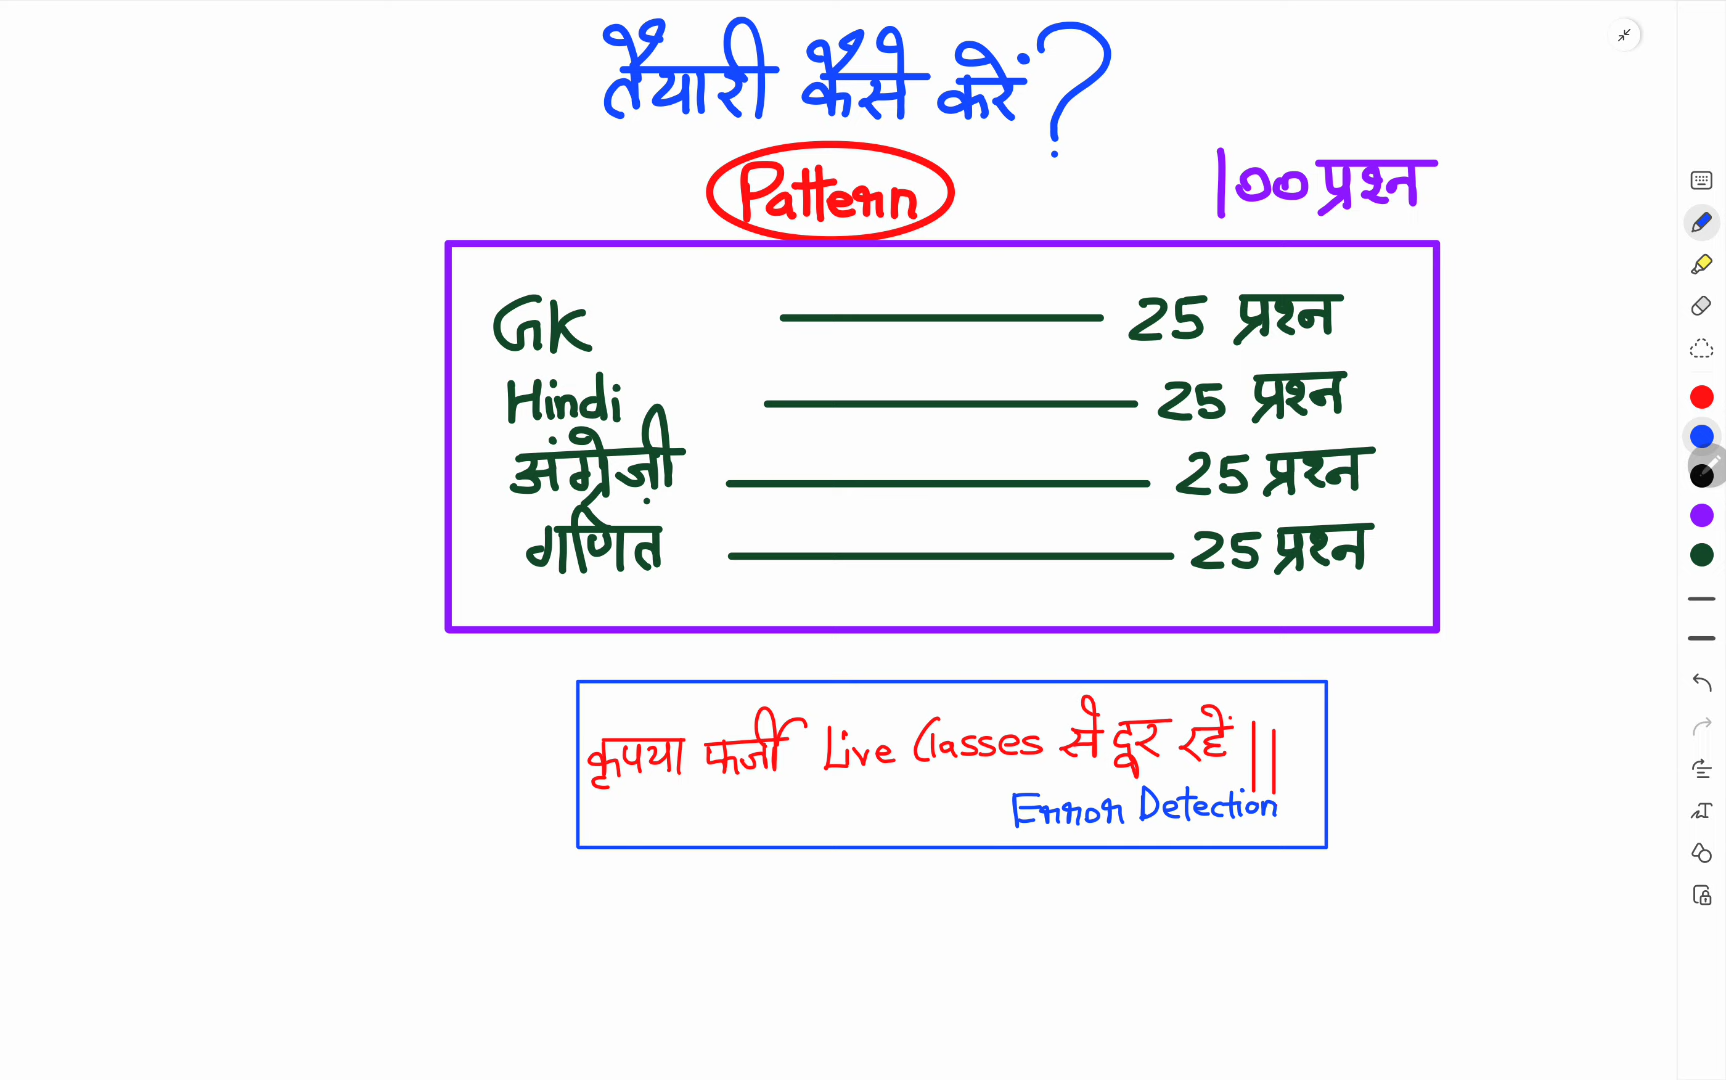 तैयारी कैसे करें ?
Pattern
100 प्रश्न
GK 25 प्रश्न
Hindi 25 प्रश्न
अंग्रेज़ी 25 प्रश्न
गणित 25 प्रश्न
कृपया फर्जी Live Classes से दूर रहें ||
Error Detection